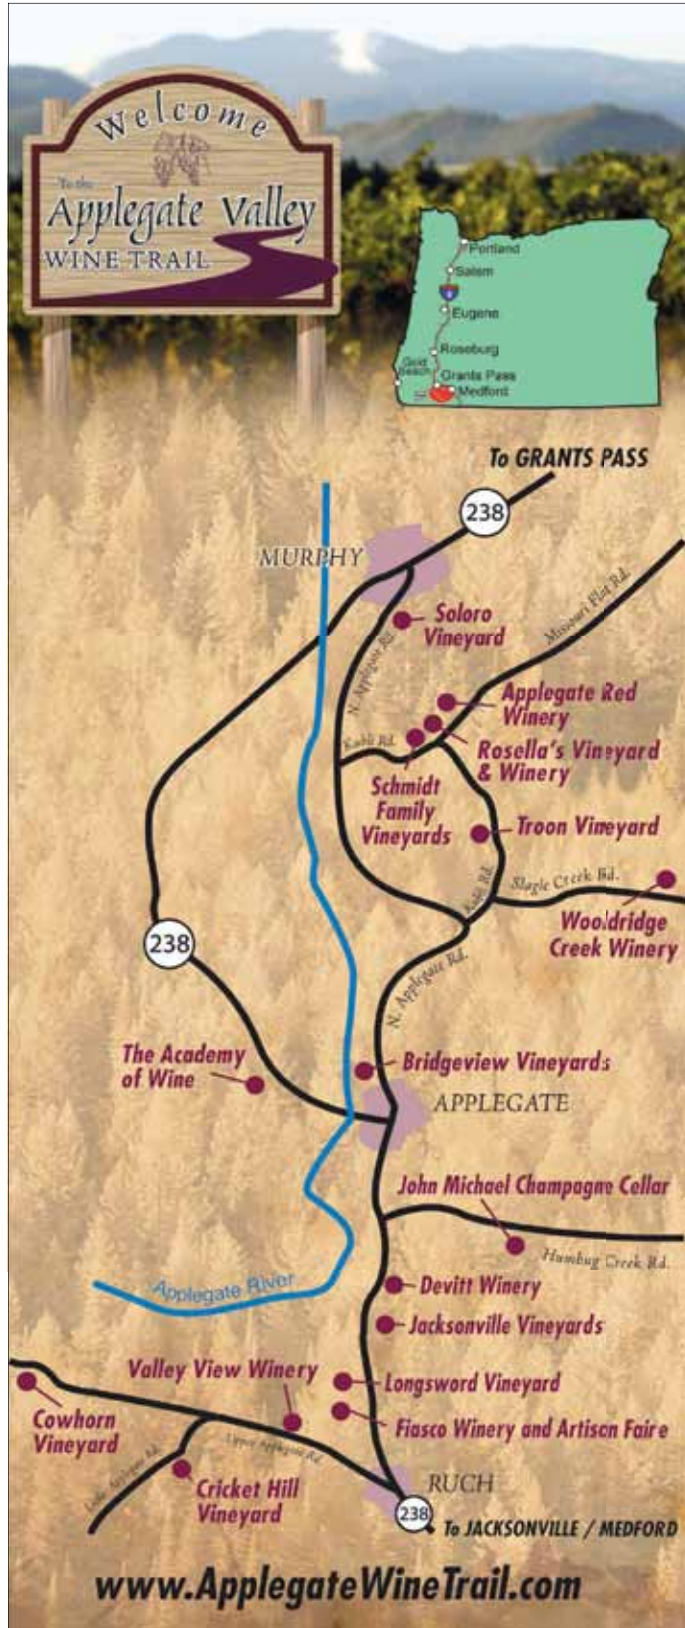 Welcome
To the
Applegate Valley
WINE TRAIL
Portland
Salem
5
Eugene
Roseburg
Gold
Beach
Grants Pass
Medford
To GRANTS PASS
238
MURPHY
Soloro
Vineyard
N. Applegate Rd.
Missouri Flat Rd.
Applegate Red
Winery
Kubli Rd.
Rosella's Vineyard
& Winery
Schmidt
Family
Vineyards
Troon Vineyard
Kubli Rd.
Slagle Creek Rd.
Wooldridge
Creek Winery
238
N. Applegate Rd.
The Academy
of Wine
Bridgeview Vineyards
APPLEGATE
John Michael Champagne Cellar
Humbug Creek Rd.
Applegate River
Devitt Winery
Jacksonville Vineyards
Valley View Winery
Longsword Vineyard
Cowhorn
Vineyard
Fiasco Winery and Artisan Faire
Upper Applegate Rd.
Little Applegate Rd.
Cricket Hill
Vineyard
RUCH
238
To JACKSONVILLE / MEDFORD
www.ApplegateWineTrail.com